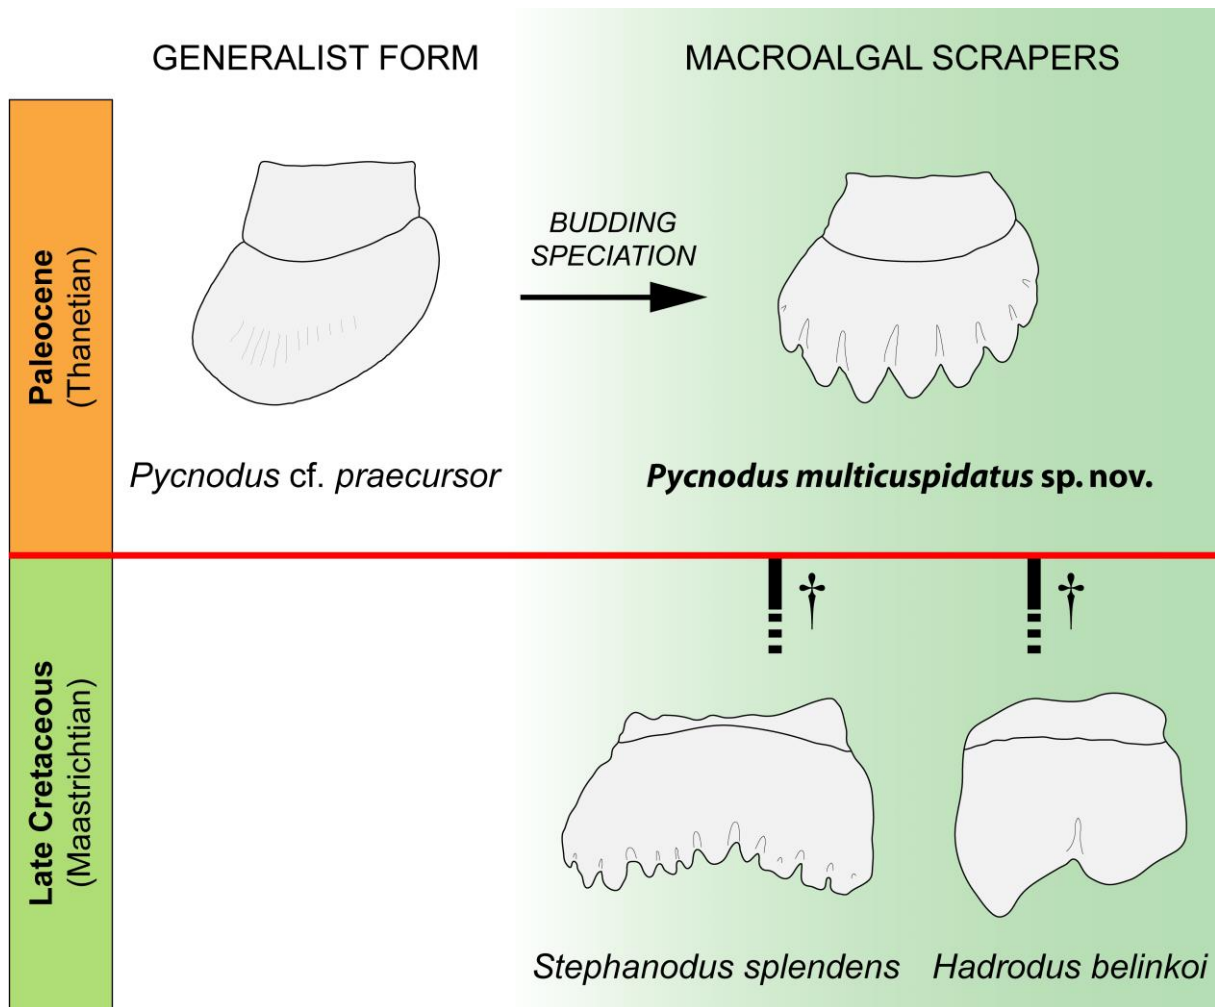 GENERALIST FORM
MACROALGAL SCRAPERS
Paleocene
(Thanetian)
BUDDING
SPECIATION
Pycnodus cf. praecursor
Pycnodus multicuspidatus sp. nov.
Late Cretaceous
(Maastrichtian)
†
†
Stephanodus splendens
Hadrodus belinkoi